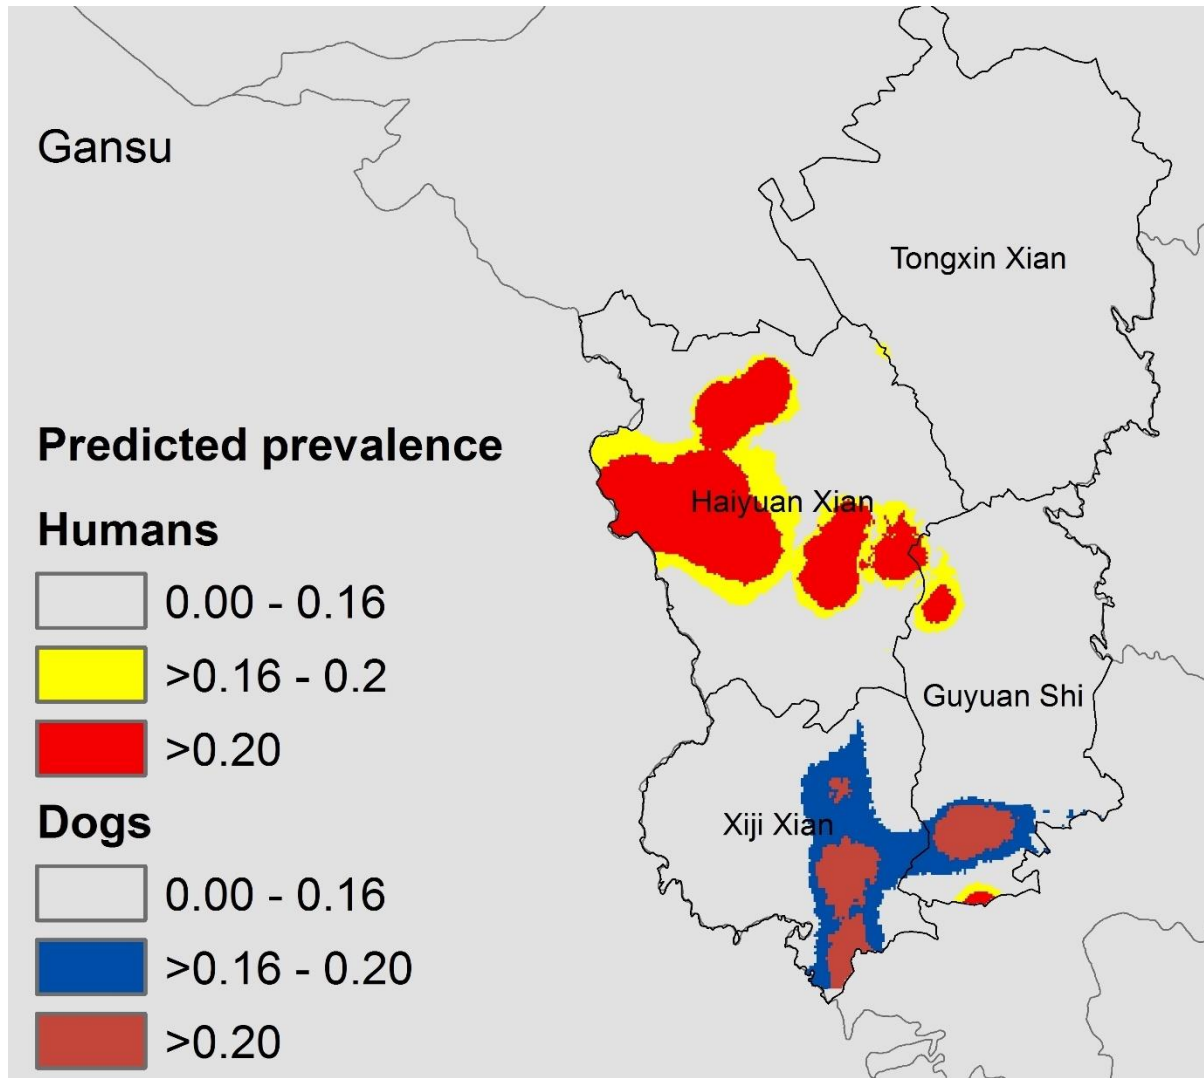 Gansu
Tongxin Xian
Predicted prevalence
Haiyuan Xian
Humans
0.00 - 0.16
>0.16 - 0.2
>0.20
Guyuan Shi
Dogs
Xiji Xian
0.00 - 0.16
>0.16 - 0.20
>0.20